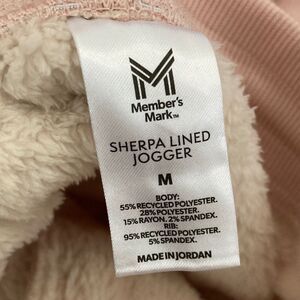 Member's
Mark™
SHERPA LINED
JOGGER
M
BODY:
55% RECYCLED POLYESTER.
28% POLYESTER.
15% RAYON. 2% SPANDEX.
RIB:
95% RECYCLED POLYESTER.
5% SPANDEX.
MADE IN JORDAN